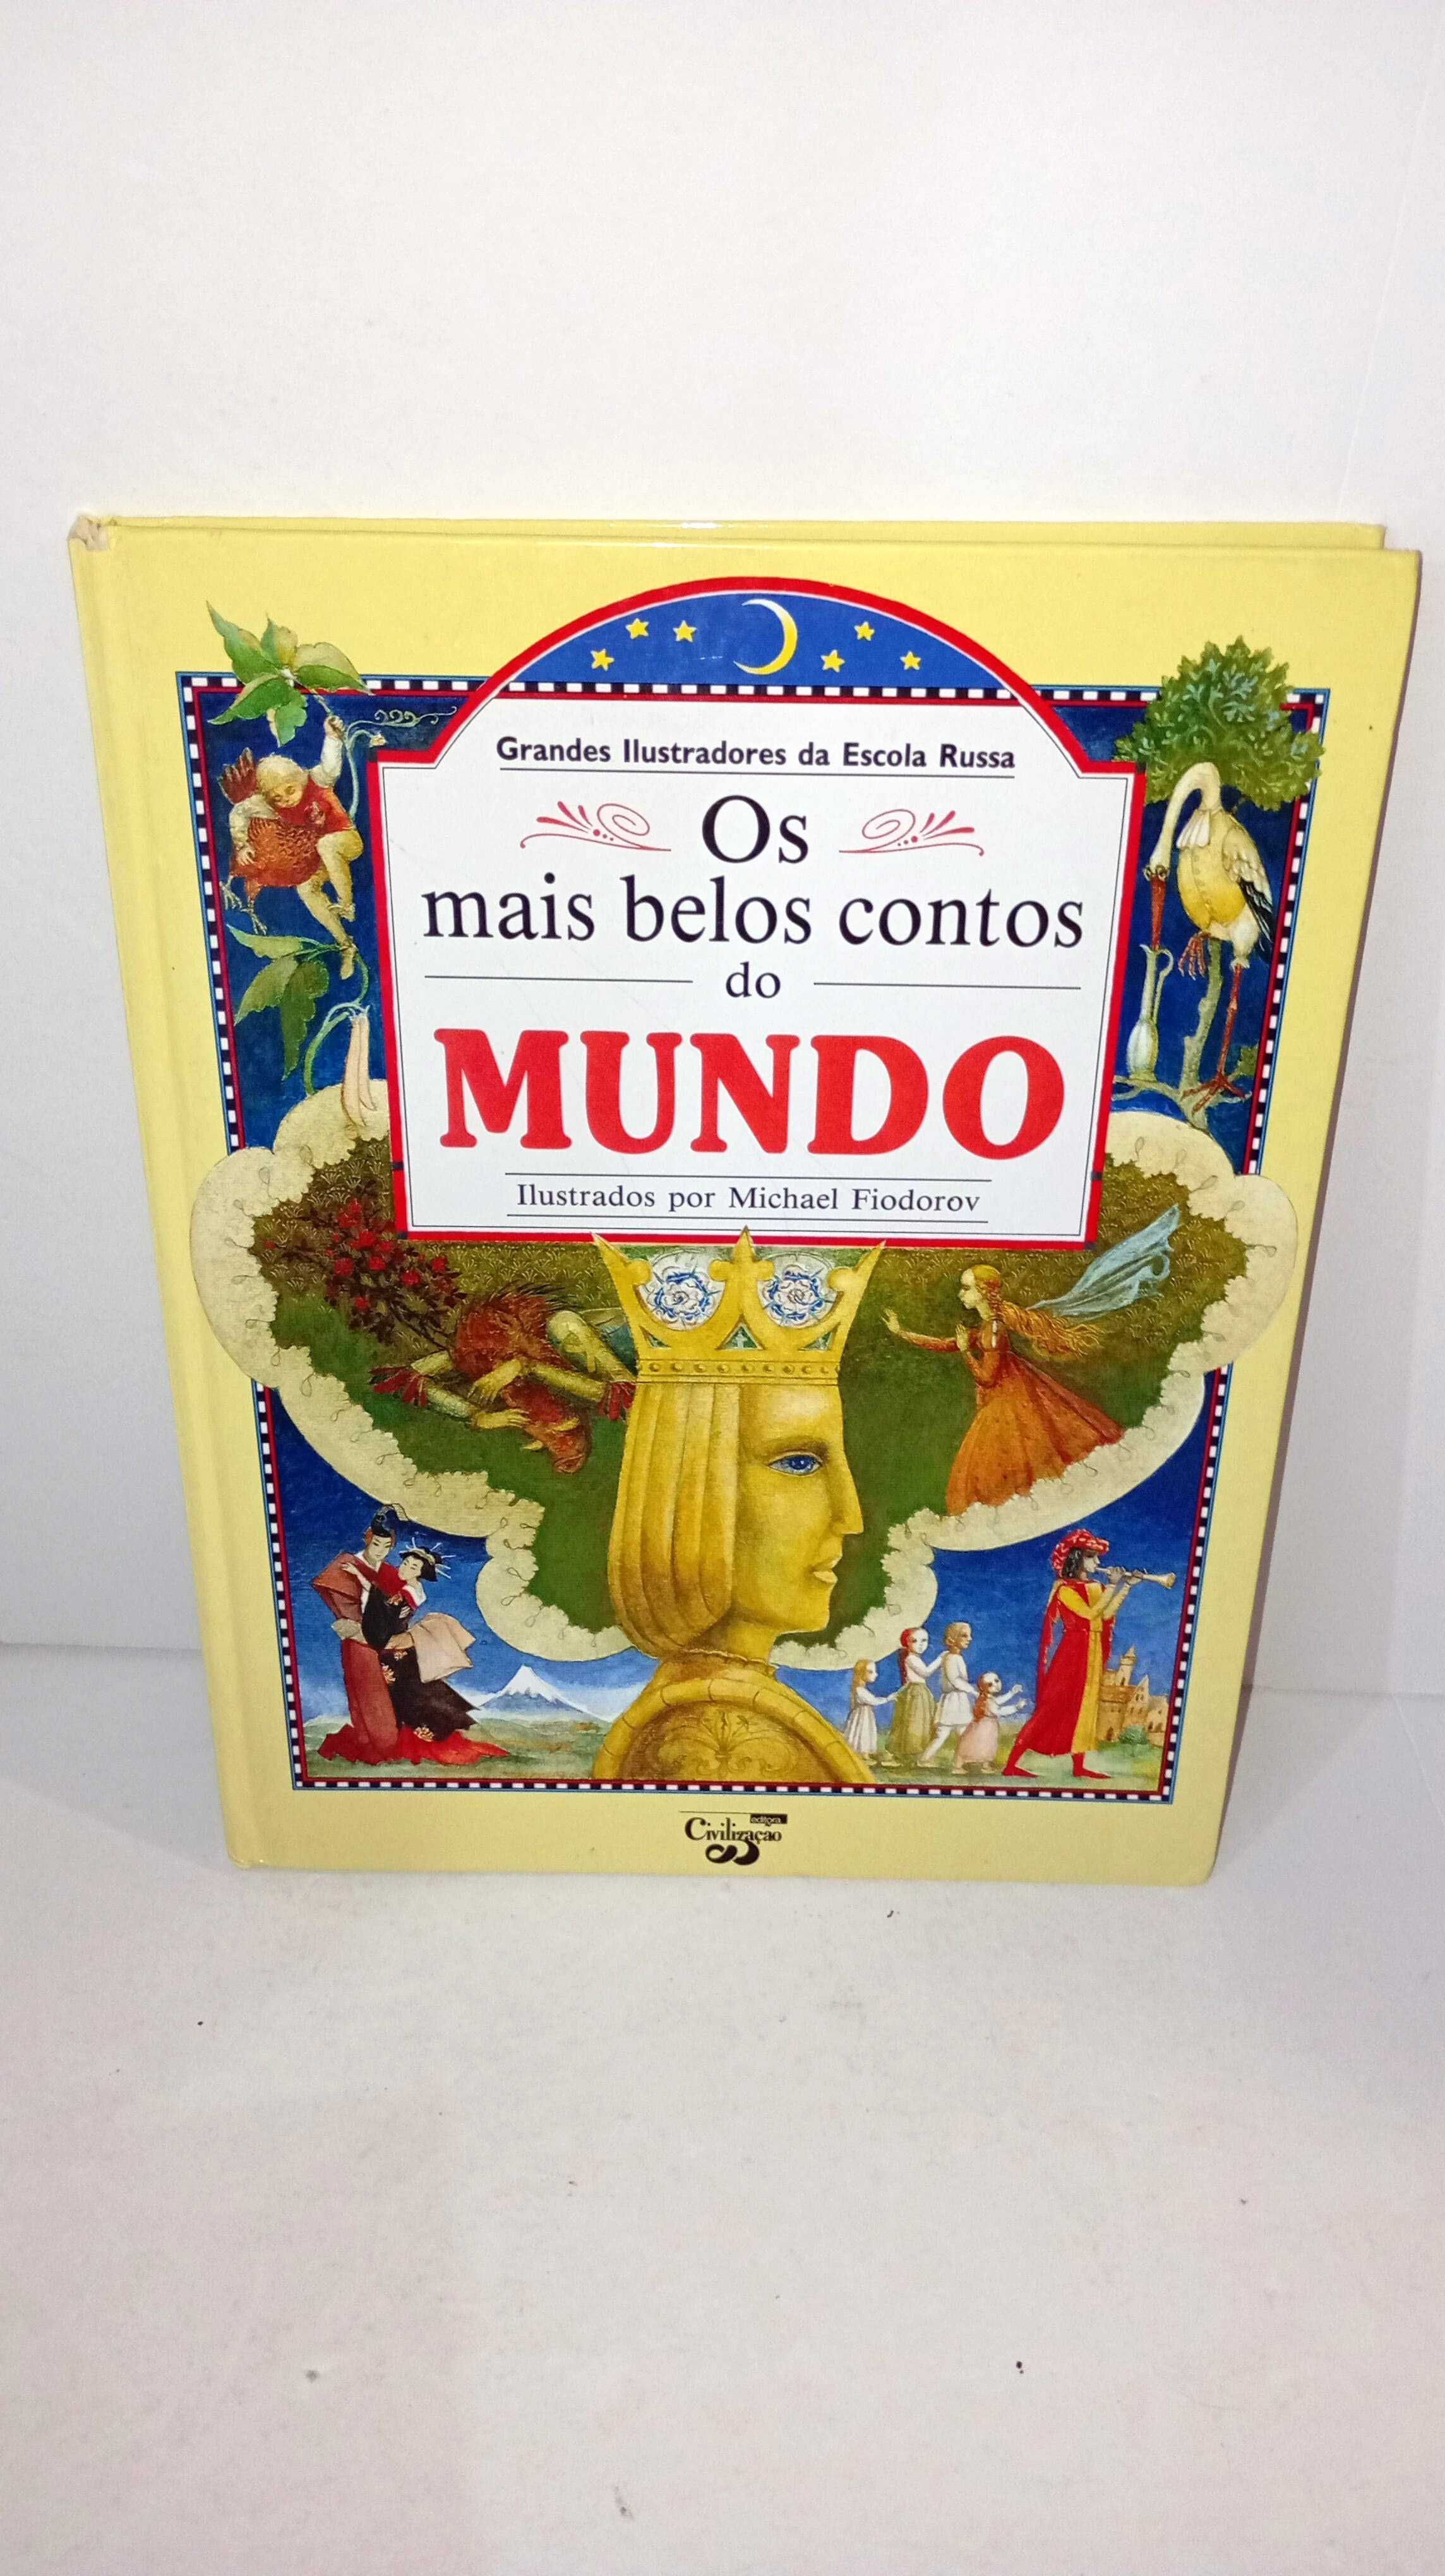 Grandes Ilustradores da Escola Russa
Os
mais belos contos
do
MUNDO
Ilustrados por Michael Fiodorov
editora
Civilização